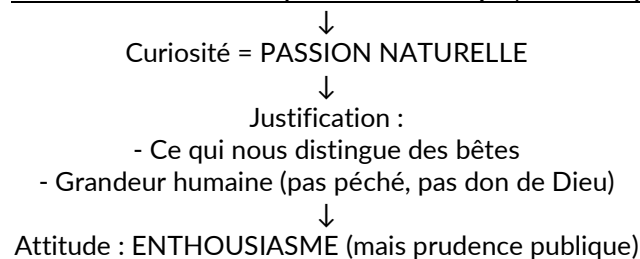 ↓
Curiosité = PASSION NATURELLE
↓
Justification :
- Ce qui nous distingue des bêtes
- Grandeur humaine (pas péché, pas don de Dieu)
↓
Attitude : ENTHOUSIASME (mais prudence publique)